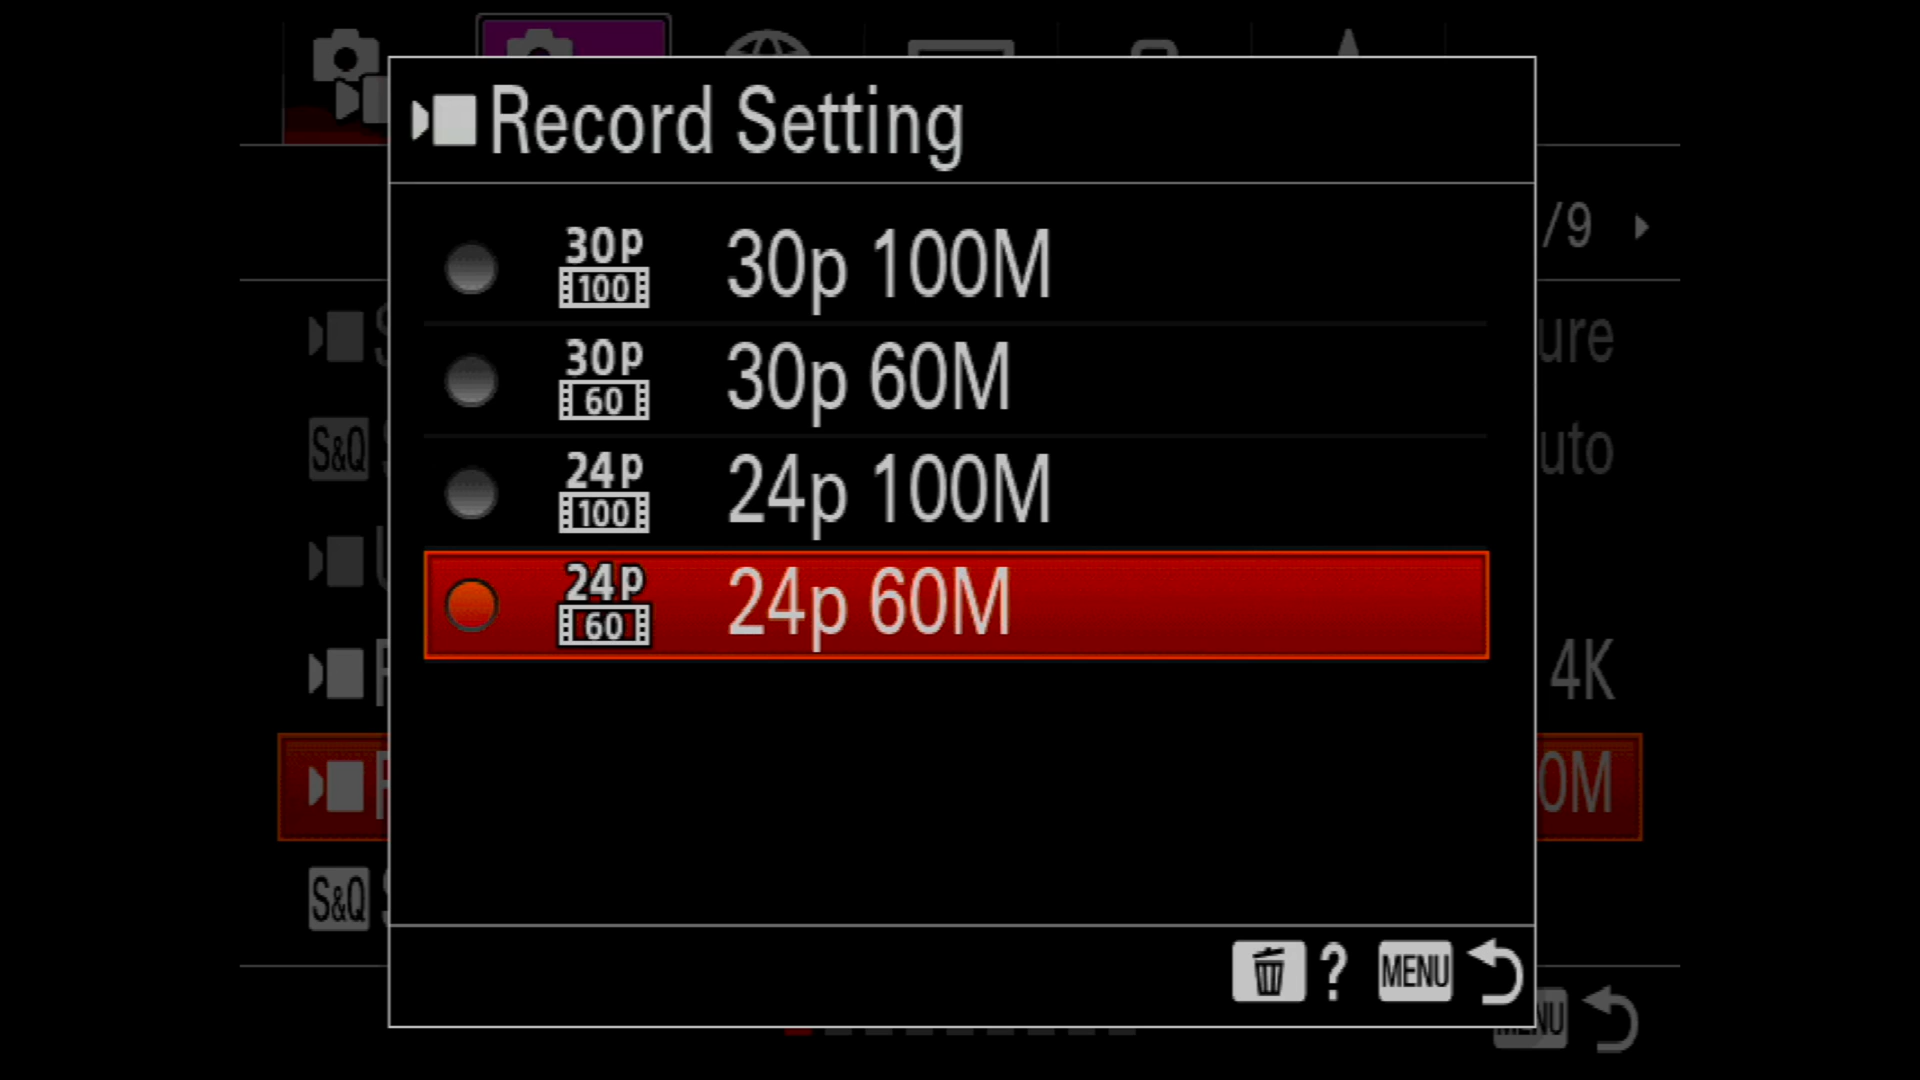 Record Setting
/9
30p
100
30p 100M
30p
60
30p 60M
24p
100
24p 100M
24p
60
24p 60M
ure
S&Q
uto
4K
0M
S&Q
? MENU